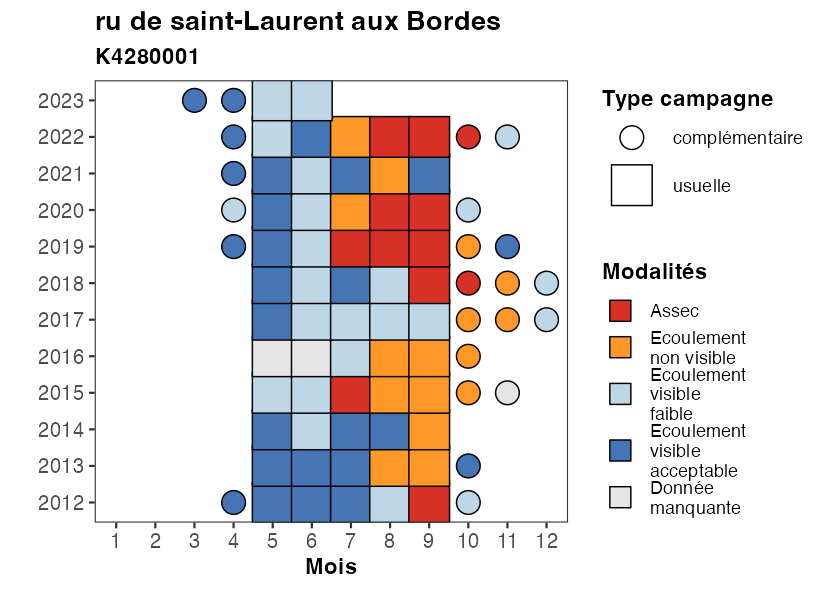 ru de saint-Laurent aux Bordes
K4280001
2023
2022
2021
2020
2019
2018
2017
2016
2015
2014
2013
2012
1 2 3 4 5 6 7 8 9 10 11 12
Mois
Type campagne
complémentaire
usuelle
Modalités
Assec
Ecoulement
non visible
Ecoulement
visible
faible
Ecoulement
visible
acceptable
Donnée
manquante